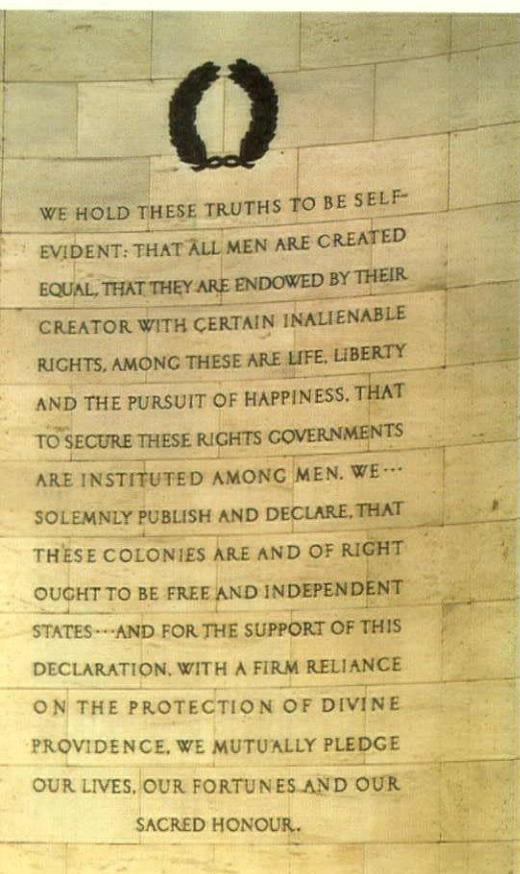 WE HOLD THESE TRUTHS TO BE SELF-
EVIDENT: THAT ALL MEN ARE CREATED
EQUAL, THAT THEY ARE ENDOWED BY THEIR
CREATOR WITH CERTAIN INALIENABLE
RIGHTS, AMONG THESE ARE LIFE, LIBERTY
AND THE PURSUIT OF HAPPINESS, THAT
TO SECURE THESE RIGHTS GOVERNMENTS
ARE INSTITUTED AMONG MEN. WE···
SOLEMNLY PUBLISH AND DECLARE, THAT
THESE COLONIES ARE AND OF RIGHT
OUGHT TO BE FREE AND INDEPENDENT
STATES···AND FOR THE SUPPORT OF THIS
DECLARATION, WITH A FIRM RELIANCE
ON THE PROTECTION OF DIVINE
PROVIDENCE, WE MUTUALLY PLEDGE
OUR LIVES, OUR FORTUNES AND OUR
SACRED HONOUR.